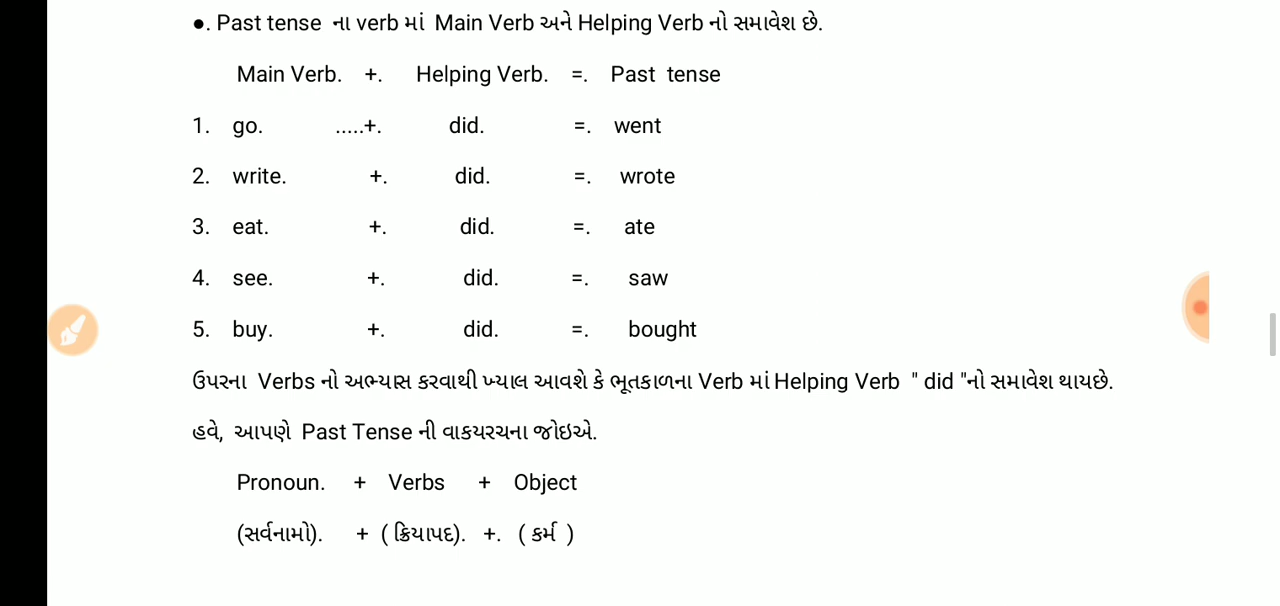 ●. Past tense ના verb માં Main Verb અને Helping Verb નો સમાવેશ છે.
Main Verb. +. Helping Verb. =. Past tense
1. go. .....+. did. =. went
2. write. +. did. =. wrote
3. eat. +. did. =. ate
4. see. +. did. =. saw
5. buy. +. did. =. bought
ઉપરના Verbs નો અભ્યાસ કરવાથી ખ્યાલ આવશે કે ભૂતકાળના Verb માં Helping Verb " did "નો સમાવેશ થાયછે.
હવે, આપણે Past Tense ની વાકયરચના જોઇએ.
Pronoun. + Verbs + Object
(સર્વનામો). + ( ક્રિયાપદ). +. ( કર્મ )